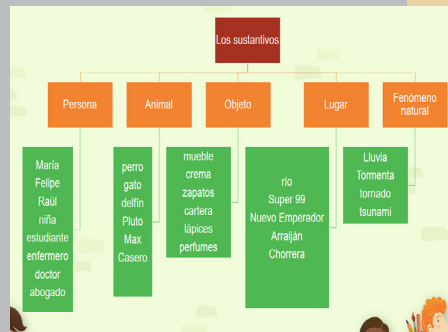 Los sustantivos
Persona
Animal
Objeto
Lugar
Fenómeno
natural
María
Felipe
Raúl
niña
estudiante
enfermero
doctor
abogado
perro
gato
delfín
Pluto
Max
Casero
mueble
crema
zapatos
cartera
lápices
perfumes
río
Super 99
Nuevo Emperador
Arraiján
Chorrera
Lluvia
Tormenta
tornado
tsunami